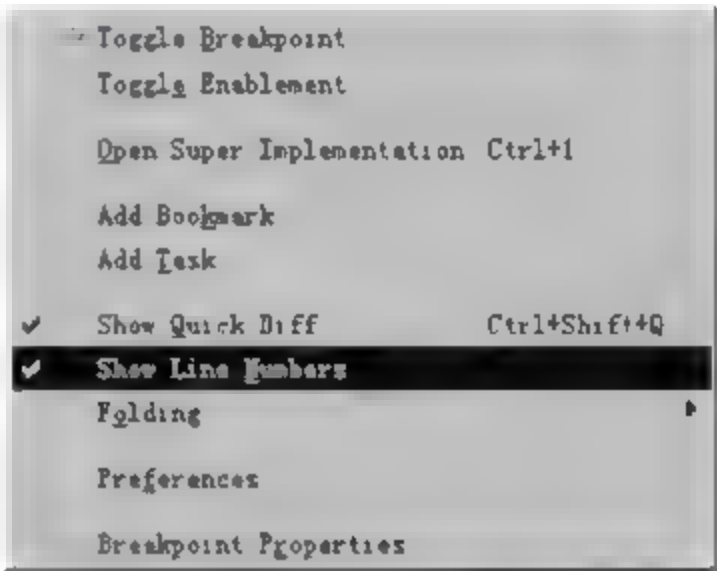 Toggle Breakpoint
Toggle Enablement
Open Super Implementation Ctrl+1
Add Bookmark
Add Task
Show Quick Diff Ctrl+Shift+Q
Show Line Numbers
Folding
Preferences
Breakpoint Properties